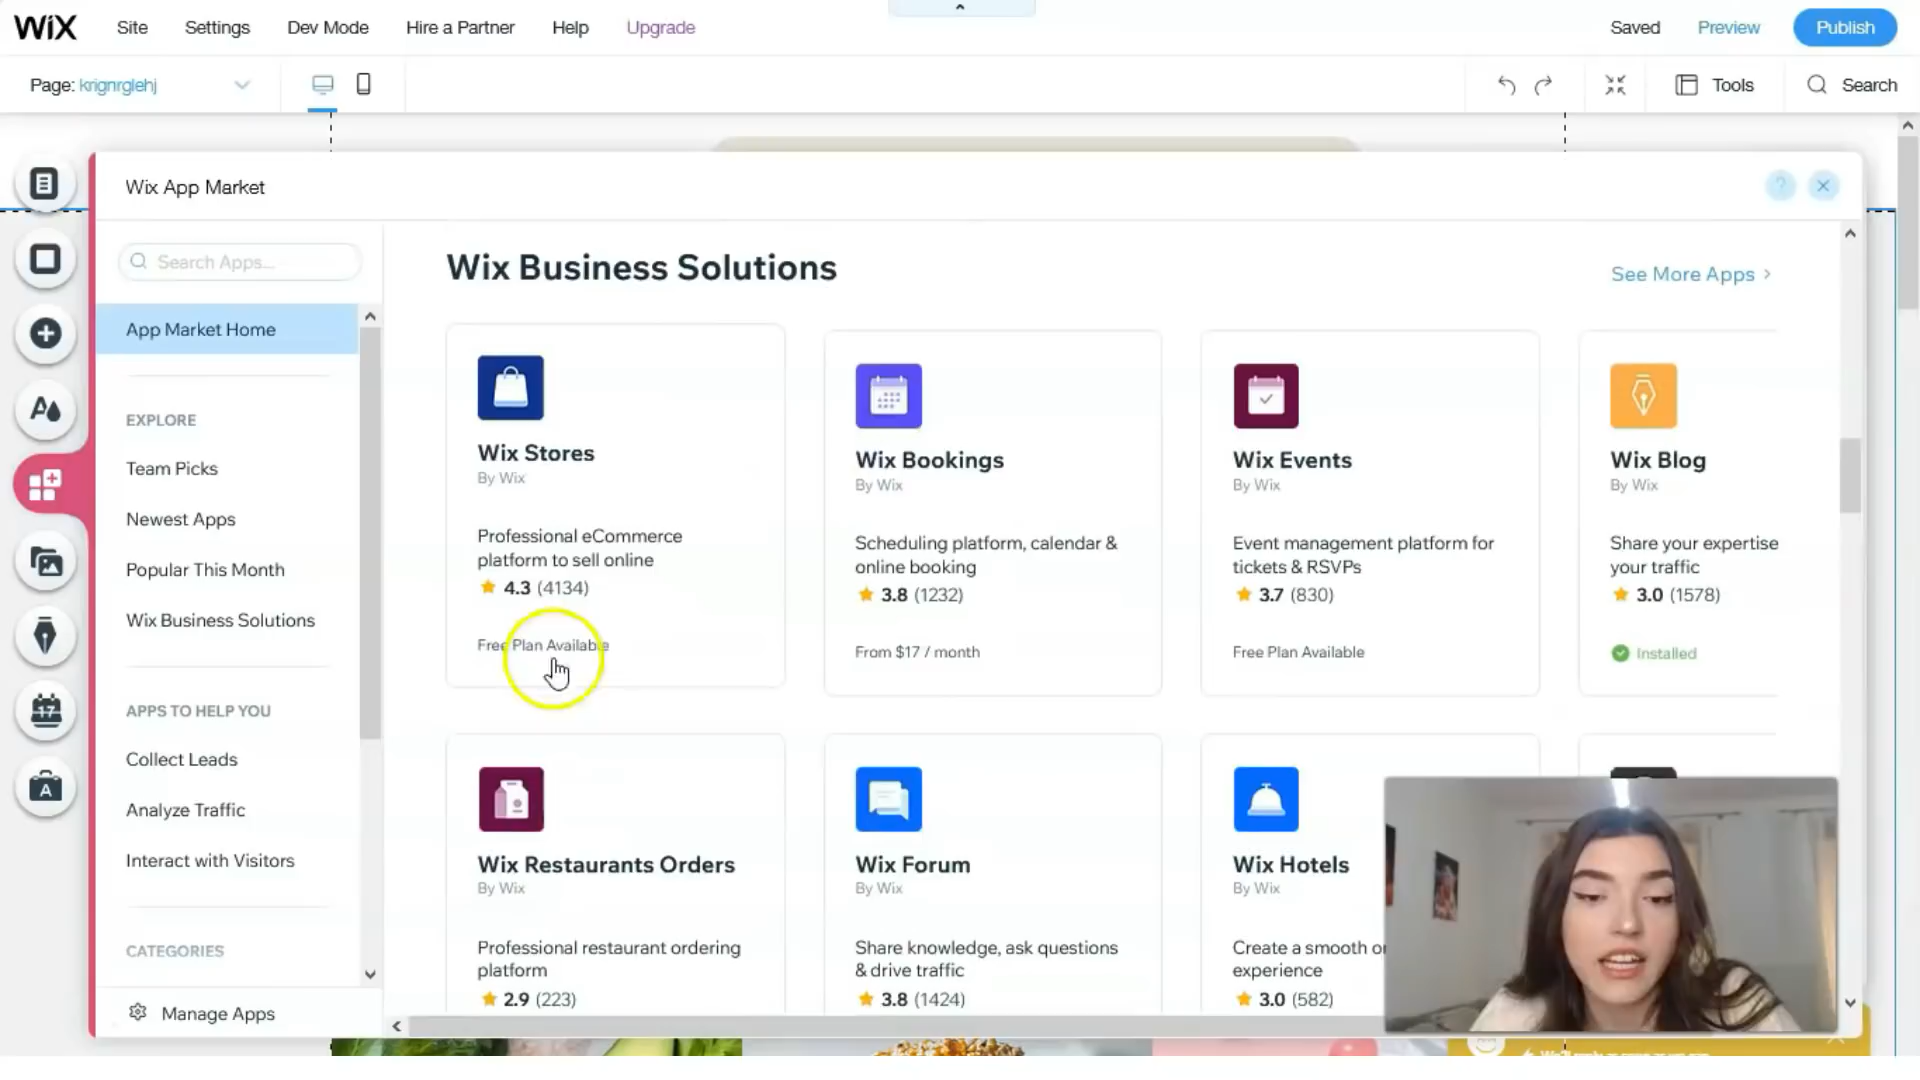 WiX Site Settings Dev Mode Hire a Partner Help Upgrade Saved Preview Publish
Page: krignrglehj Tools Search
Wix App Market ?
Search Apps...
App Market Home
EXPLORE
Team Picks
Newest Apps
Popular This Month
Wix Business Solutions
APPS TO HELP YOU
Collect Leads
Analyze Traffic
Interact with Visitors
CATEGORIES
Manage Apps
17
A
Wix Business Solutions See More Apps >
Wix Stores
By Wix
Professional eCommerce
platform to sell online
4.3 (4134)
Free Plan Available
Wix Bookings
By Wix
Scheduling platform, calendar &
online booking
3.8 (1232)
From $17 / month
Wix Events
By Wix
Event management platform for
tickets & RSVPs
3.7 (830)
Free Plan Available
Wix Blog
By Wix
Share your expertise
your traffic
3.0 (1578)
Installed
Wix Restaurants Orders
By Wix
Professional restaurant ordering
platform
2.9 (223)
Wix Forum
By Wix
Share knowledge, ask questions
& drive traffic
3.8 (1424)
Wix Hotels
By Wix
Create a smooth
experience
3.0 (582)